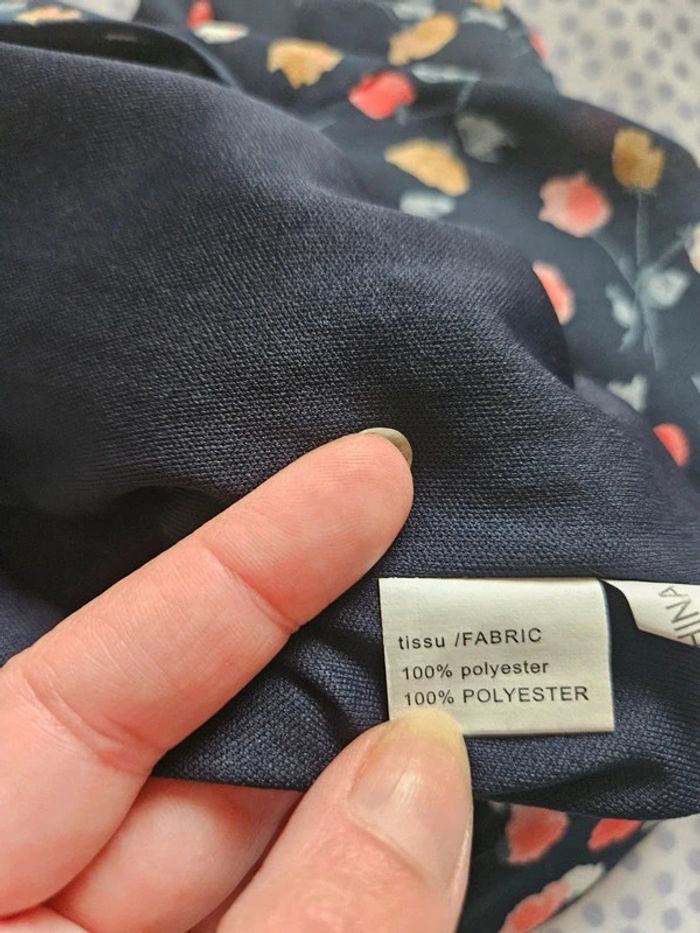 tissu /FABRIC
100% polyester
100% POLYESTER